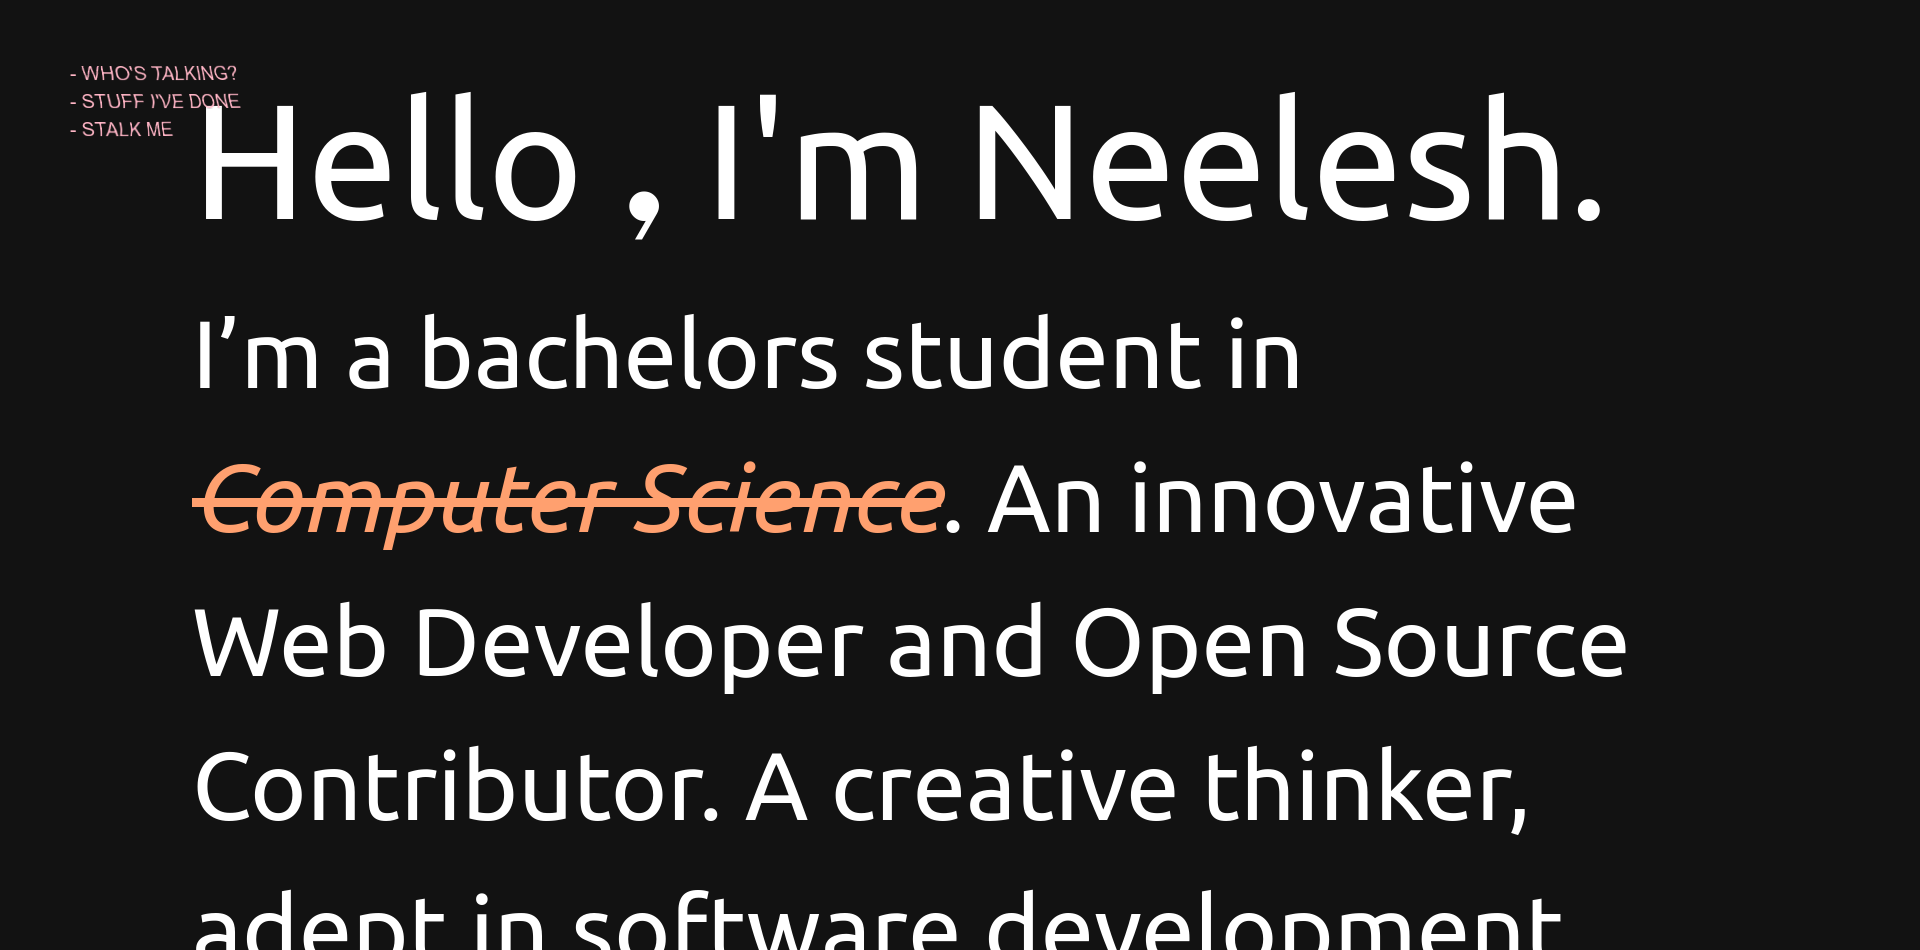 - WHO'S TALKING?
- STUFF I'VE DONE
- STALK ME
Hello , I'm Neelesh.
I’m a bachelors student in
Computer Science. An innovative
Web Developer and Open Source
Contributor. A creative thinker,
adept in software development